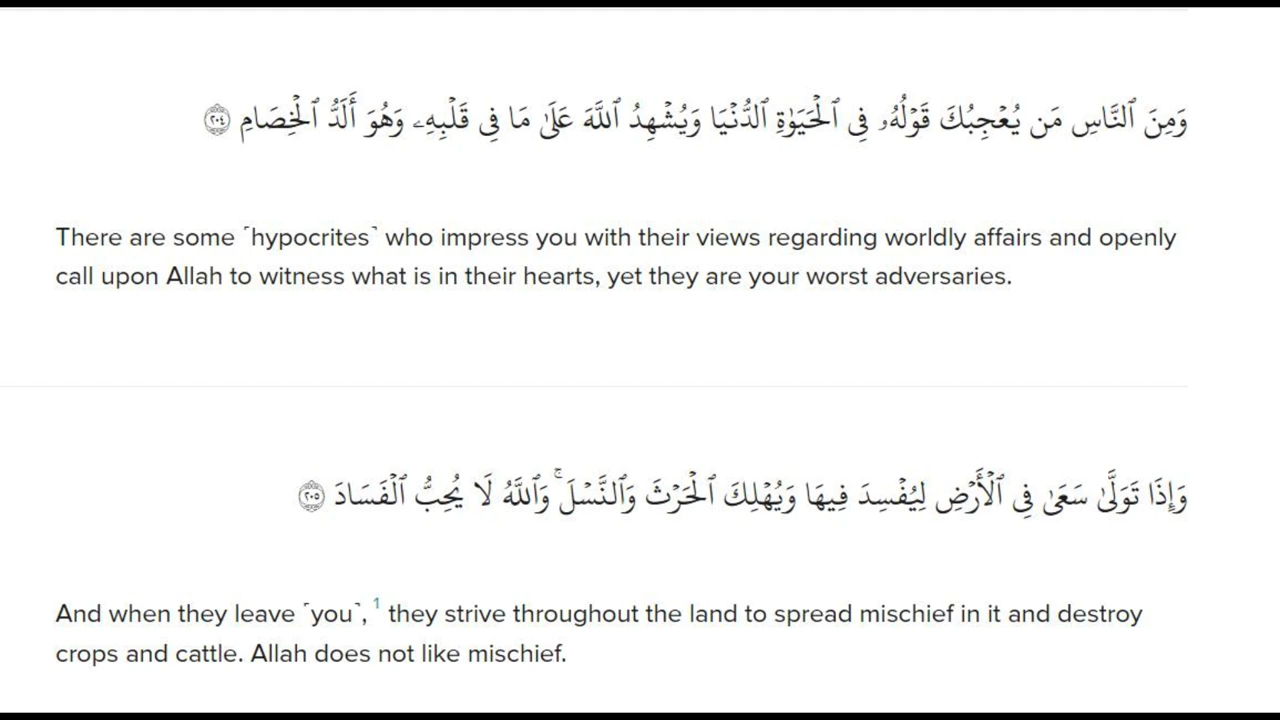 وَمِنَ ٱلنَّاسِ مَن يُعۡجِبُكَ قَوۡلُهُۥ فِي ٱلۡحَيَوٰةِ ٱلدُّنۡيَا وَيُشۡهِدُ ٱللَّهَ عَلَىٰ مَا فِي قَلۡبِهِۦ وَهُوَ أَلَدُّ ٱلۡخِصَامِ ٢٠٤
There are some ˹hypocrites˺ who impress you with their views regarding worldly affairs and openly
call upon Allah to witness what is in their hearts, yet they are your worst adversaries.
وَإِذَا تَوَلَّىٰ سَعَىٰ فِي ٱلۡأَرۡضِ لِيُفۡسِدَ فِيهَا وَيُهۡلِكَ ٱلۡحَرۡثَ وَٱلنَّسۡلَۚ وَٱللَّهُ لَا يُحِبُّ ٱلۡفَسَادَ ٢٠٥
And when they leave ˹you˺, 1 they strive throughout the land to spread mischief in it and destroy
crops and cattle. Allah does not like mischief.